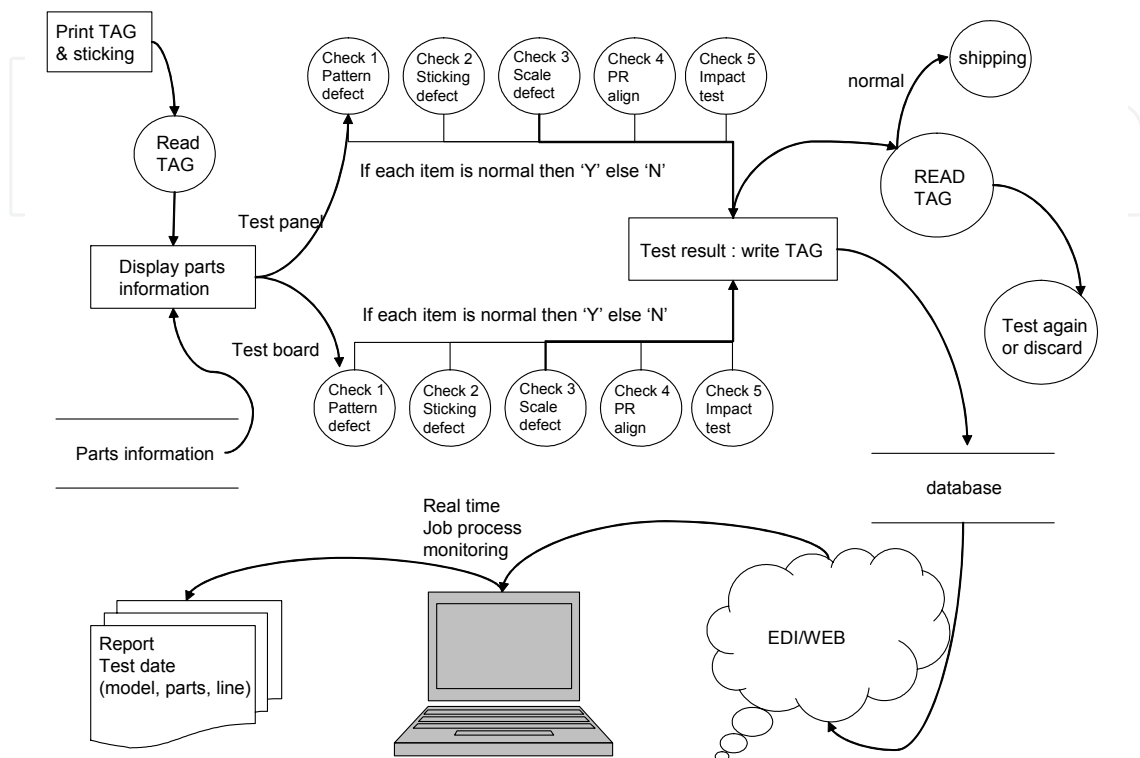 Print TAG
& sticking
Read
TAG
Display parts
information
Parts information
Test panel
Test board
Check 1
Pattern
defect
Check 2
Sticking
defect
Check 3
Scale
defect
Check 4
PR
align
Check 5
Impact
test
If each item is normal then ‘Y’ else ‘N’
If each item is normal then ‘Y’ else ‘N’
Check 1
Pattern
defect
Check 2
Sticking
defect
Check 3
Scale
defect
Check 4
PR
align
Check 5
Impact
test
Test result : write TAG
normal
shipping
READ
TAG
Test again
or discard
database
EDI/WEB
Real time
Job process
monitoring
Report
Test date
(model, parts, line)